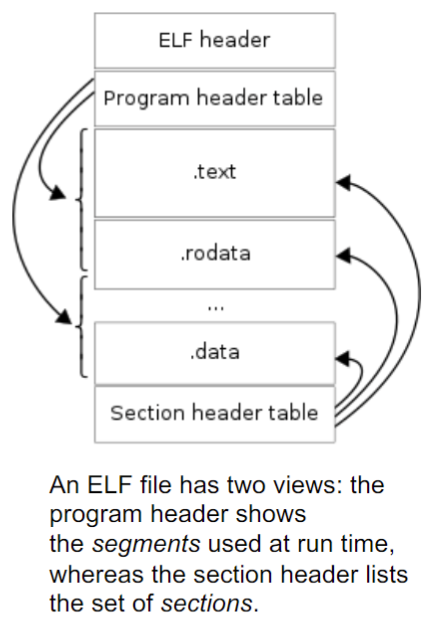 ELF header
Program header table
.text
.rodata
...
.data
Section header table
An ELF file has two views: the
program header shows
the segments used at run time,
whereas the section header lists
the set of sections.